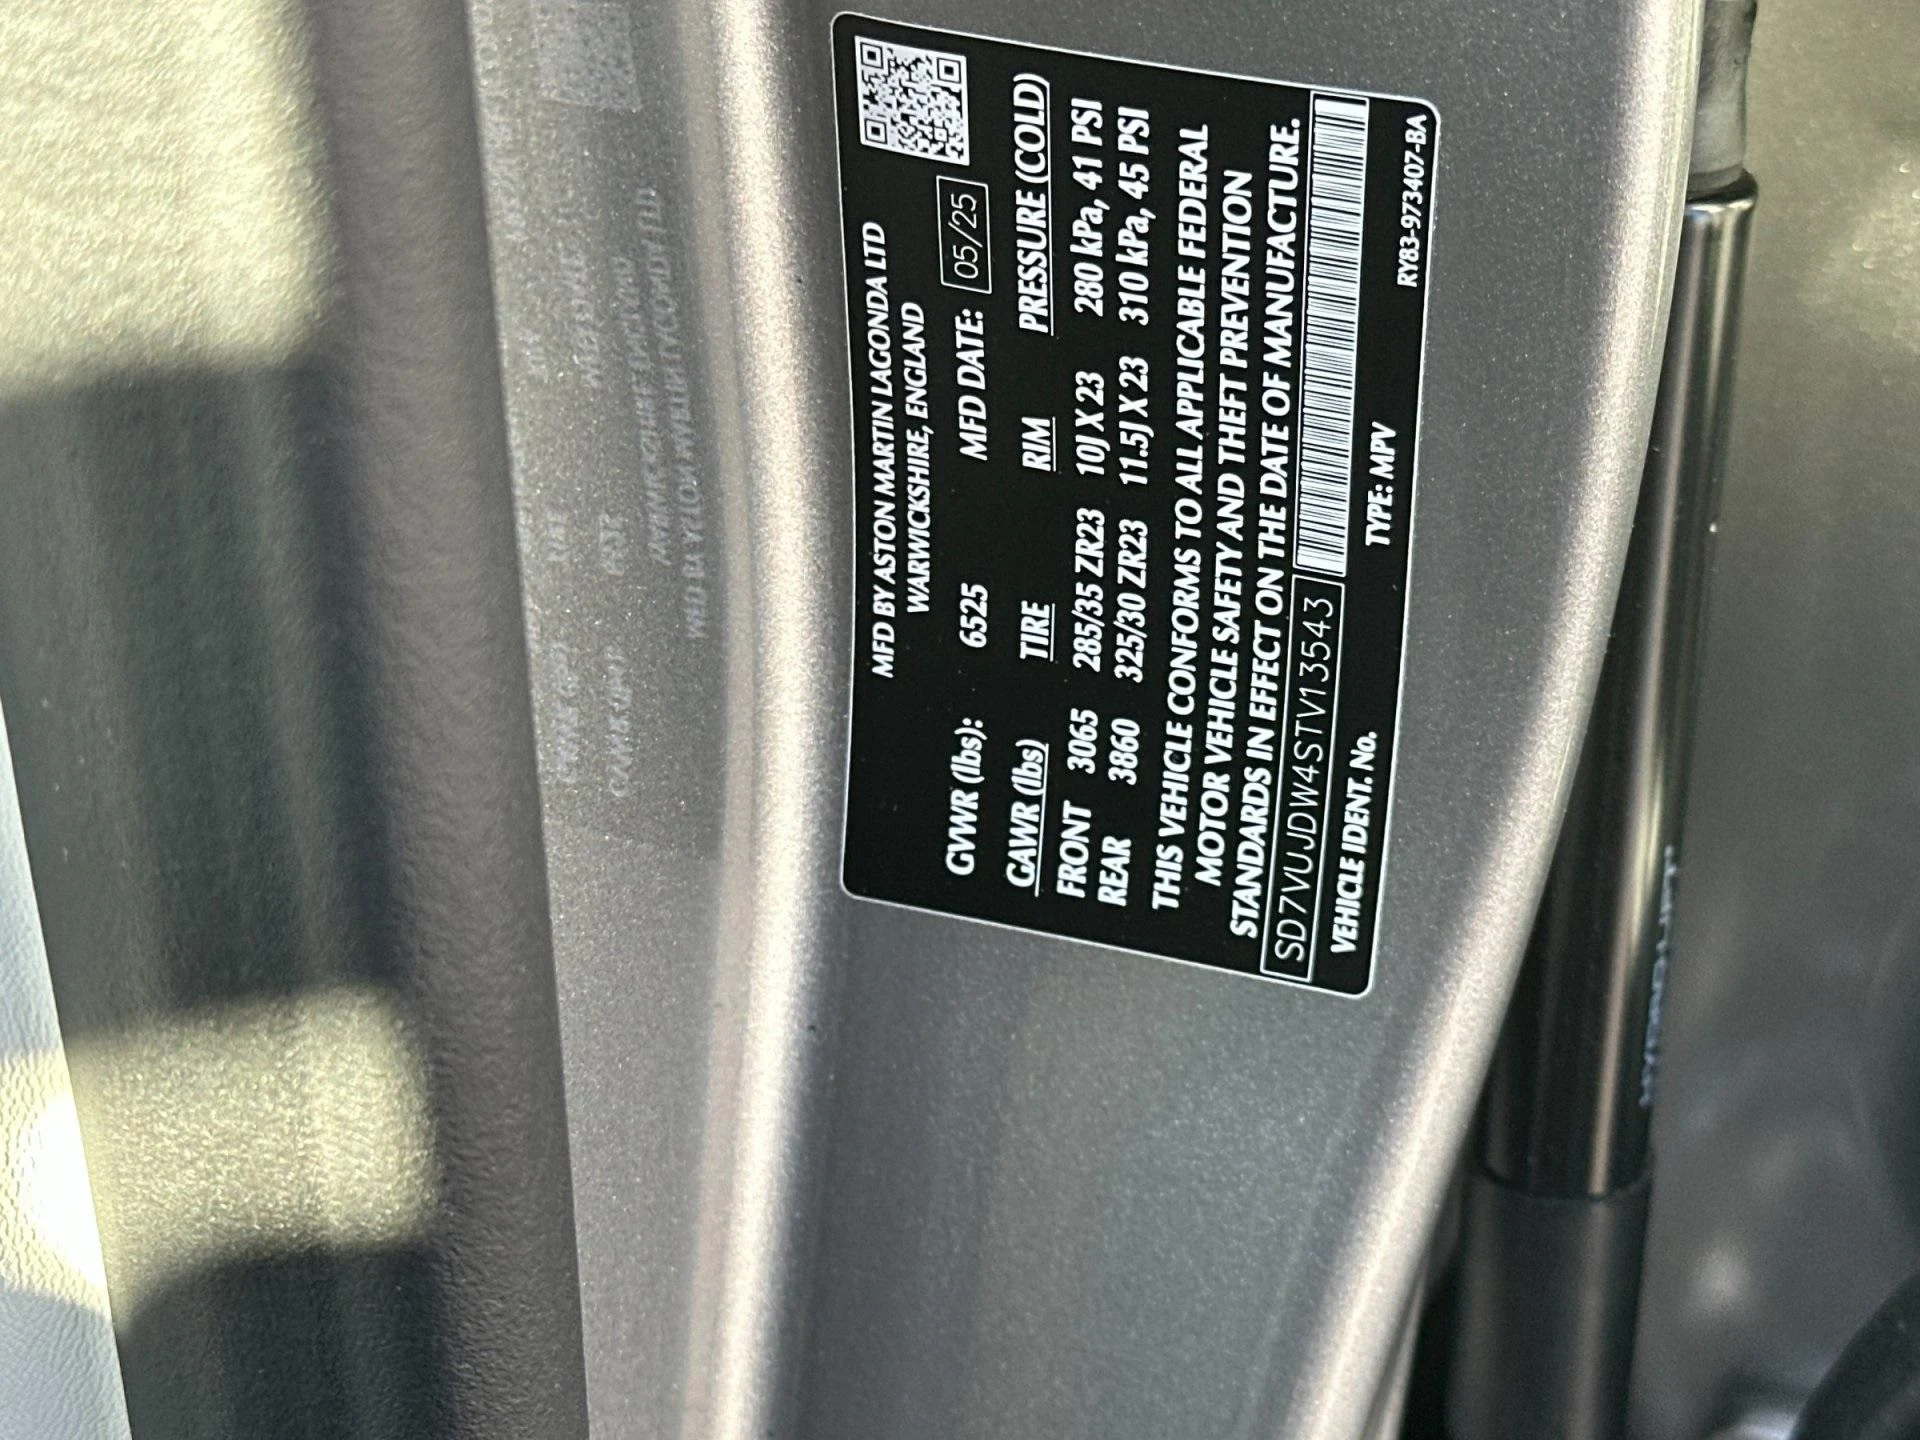 MFD BY ASTON MARTIN LAGONDA LTD
WARWICKSHIRE, ENGLAND
GVWR (lbs): 6525 MFD DATE: 05/25
GAWR (lbs) TIRE RIM PRESSURE (COLD)
FRONT 3065 285/35 ZR23 10J X 23 280 kPa, 41 PSI
REAR 3860 325/30 ZR23 11.5J X 23 310 kPa, 45 PSI
THIS VEHICLE CONFORMS TO ALL APPLICABLE FEDERAL
MOTOR VEHICLE SAFETY AND THEFT PREVENTION
STANDARDS IN EFFECT ON THE DATE OF MANUFACTURE.
SD7VUJDW4STV13543
VEHICLE IDENT. No. TYPE: MPV RY83-973407-BA